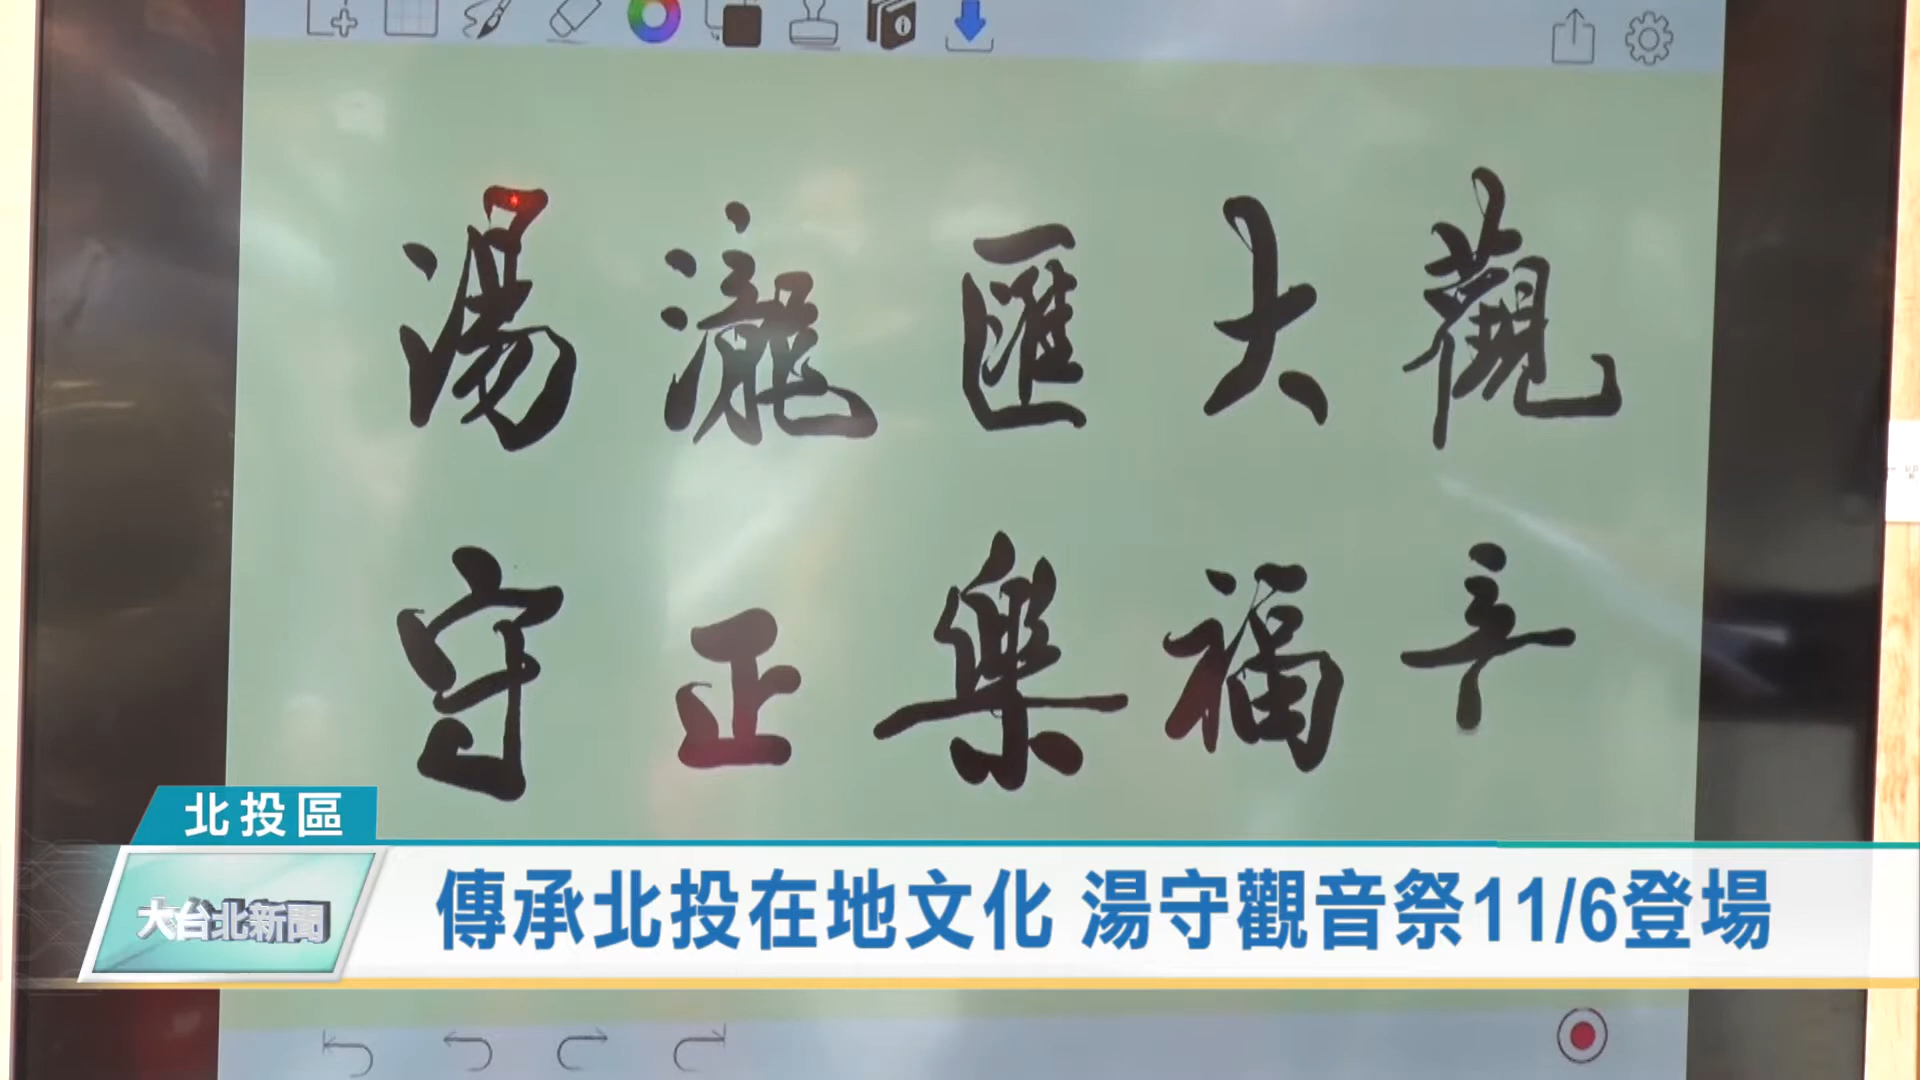 湯瀧匯大觀
守正樂福
北投區
大台北新聞
傳承北投在地文化 湯守觀音祭11/6登場